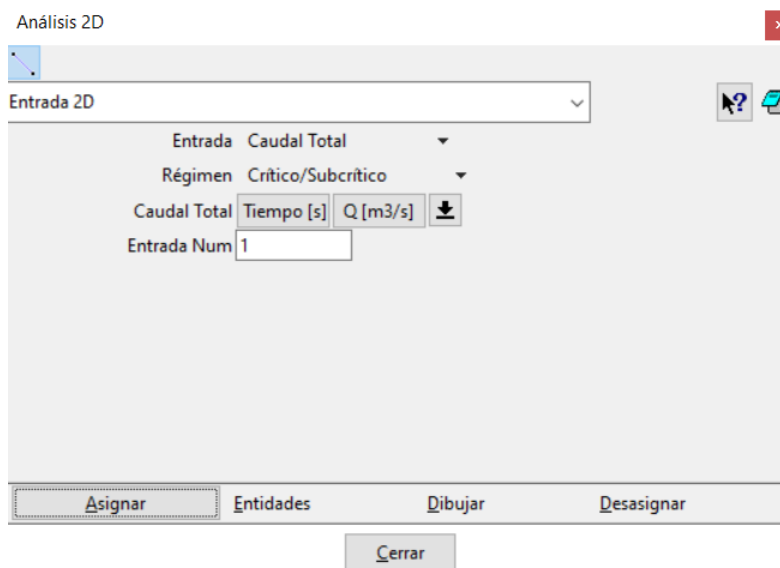 Análisis 2D
Entrada 2D
Entrada Caudal Total
Régimen Crítico/Subcrítico
Caudal Total Tiempo [s] Q [m3/s]
Entrada Num 1
Asignar Entidades Dibujar Desasignar
Cerrar